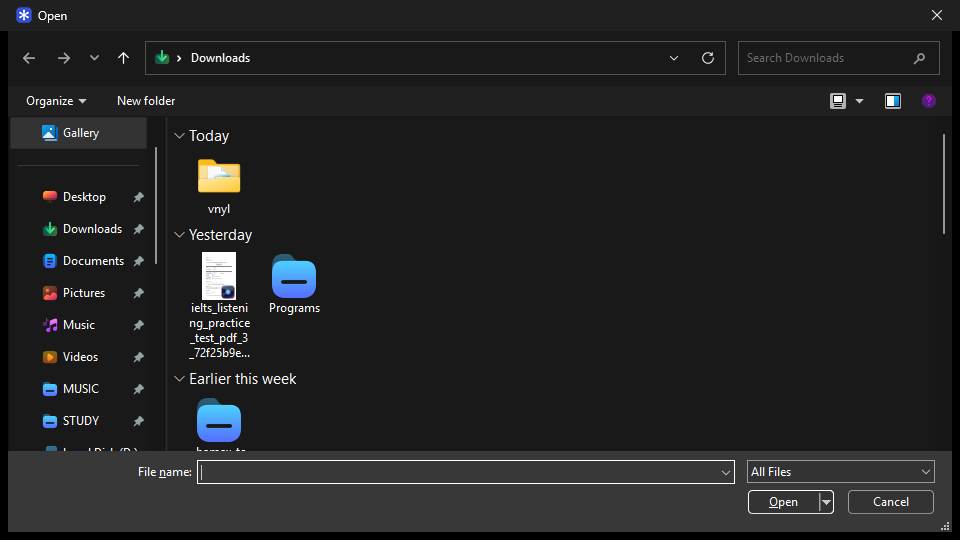 Open
Downloads
Search Downloads
Organize
New folder
Gallery
Desktop
Downloads
Documents
Pictures
Music
Videos
MUSIC
STUDY
Today
vnyl
Yesterday
ielts_listeni
ng_practice
_test_pdf_3
_72f25b9e...
Programs
Earlier this week
File name:
All Files
Open
Cancel